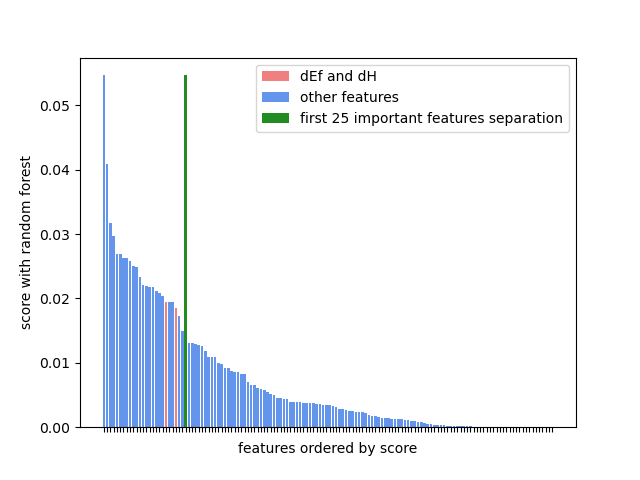 dEf and dH
other features
first 25 important features separation
0.05
0.04
0.03
0.02
0.01
0.00
score with random forest
features ordered by score